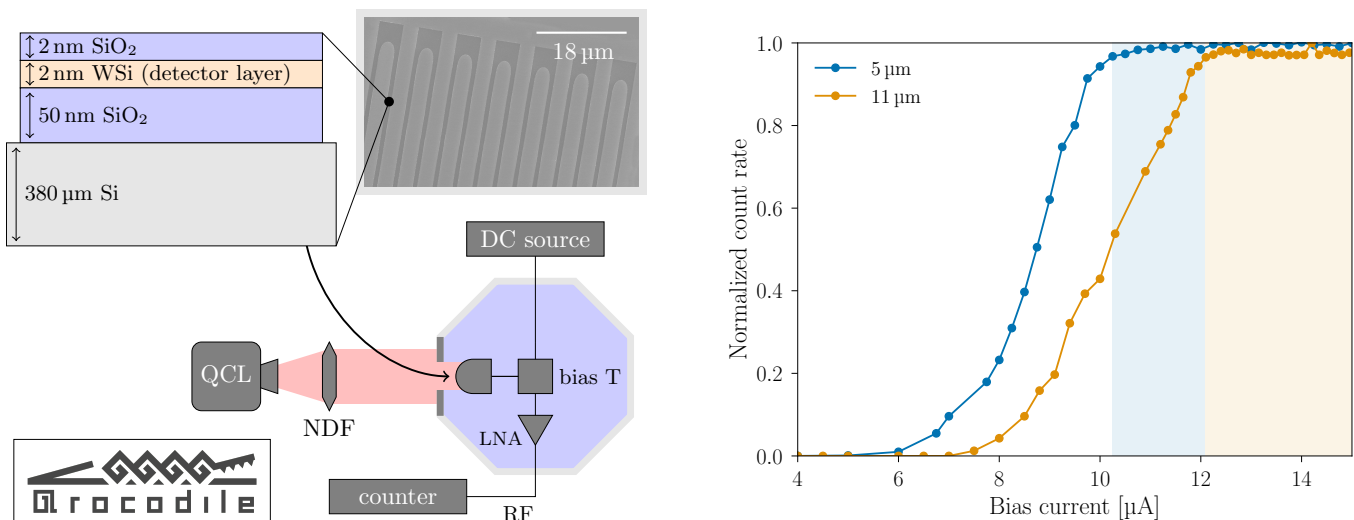 2 nm SiO₂
2 nm WSi (detector layer)
50 nm SiO₂
380 µm Si
18 µm
DC source
QCL
NDF
bias T
LNA
counter
RF
Qrocodile
Normalized count rate
1.0
0.8
0.6
0.4
0.2
0.0
5 µm
11 µm
4
6
8
10
12
14
Bias current [µA]